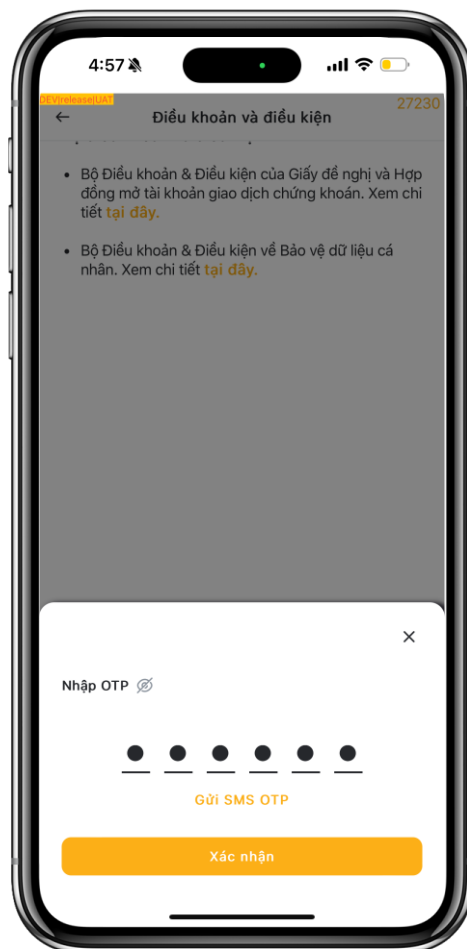 4:57
DEV|release|UAT
27230
Điều khoản và điều kiện
Bộ Điều khoản & Điều kiện của Giấy đề nghị và Hợp
đồng mở tài khoản giao dịch chứng khoán. Xem chi
tiết tại đây.
Bộ Điều khoản & Điều kiện về Bảo vệ dữ liệu cá
nhân. Xem chi tiết tại đây.
Nhập OTP
Gửi SMS OTP
Xác nhận